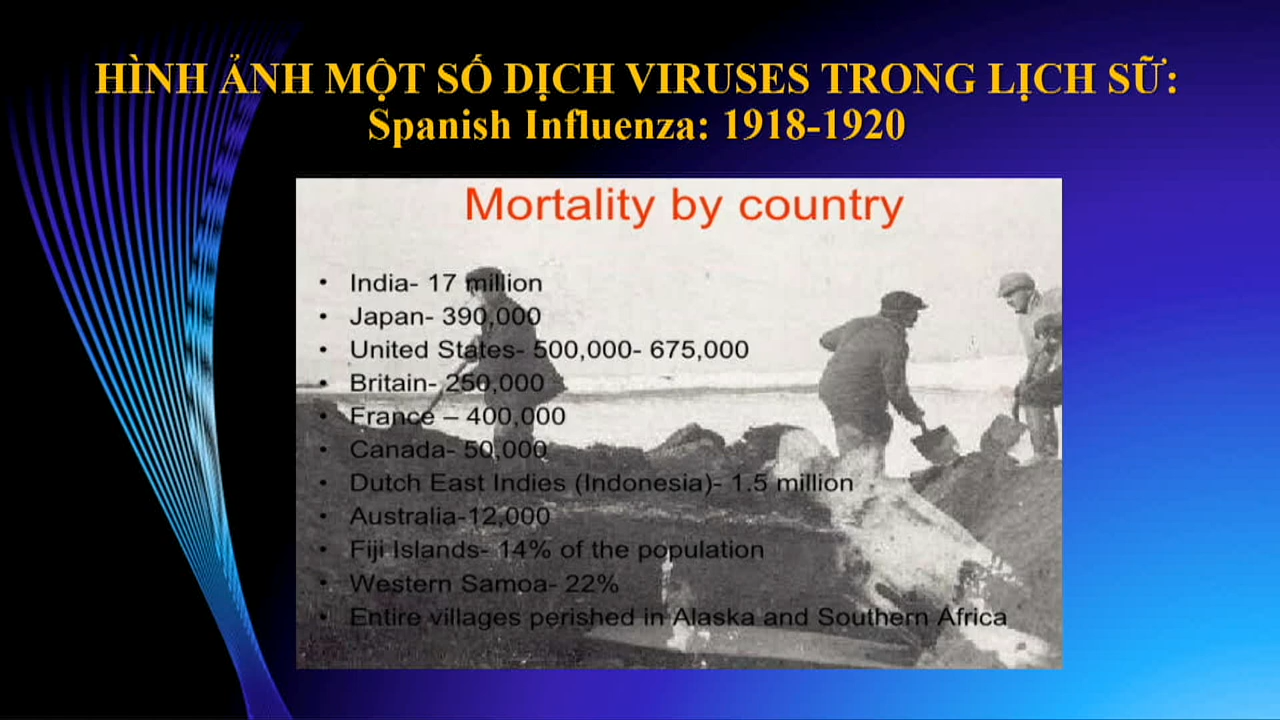 HÌNH ẢNH MỘT SỐ DỊCH VIRUSES TRONG LỊCH SỮ:
Spanish Influenza: 1918-1920
Mortality by country
• India- 17 million
• Japan- 390,000
• United States- 500,000- 675,000
• Britain- 250,000
• France – 400,000
• Canada- 50,000
• Dutch East Indies (Indonesia)- 1.5 million
• Australia-12,000
• Fiji Islands- 14% of the population
• Western Samoa- 22%
• Entire villages perished in Alaska and Southern Africa